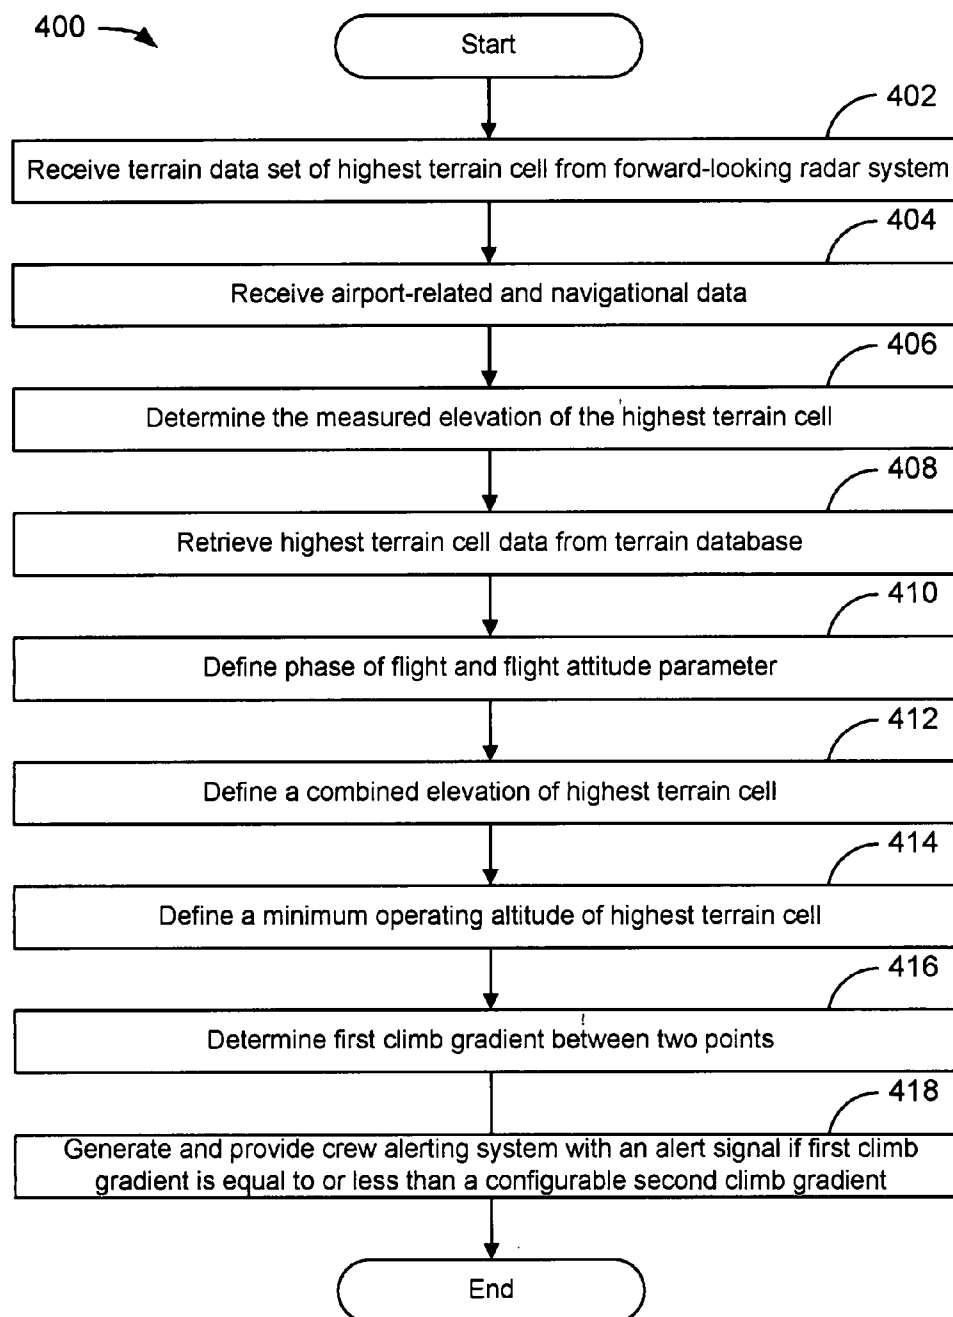 400
Start
402
Receive terrain data set of highest terrain cell from forward-looking radar system
404
Receive airport-related and navigational data
406
Determine the measured elevation of the highest terrain cell
408
Retrieve highest terrain cell data from terrain database
410
Define phase of flight and flight attitude parameter
412
Define a combined elevation of highest terrain cell
414
Define a minimum operating altitude of highest terrain cell
416
Determine first climb gradient between two points
418
Generate and provide crew alerting system with an alert signal if first climb
gradient is equal to or less than a configurable second climb gradient
End